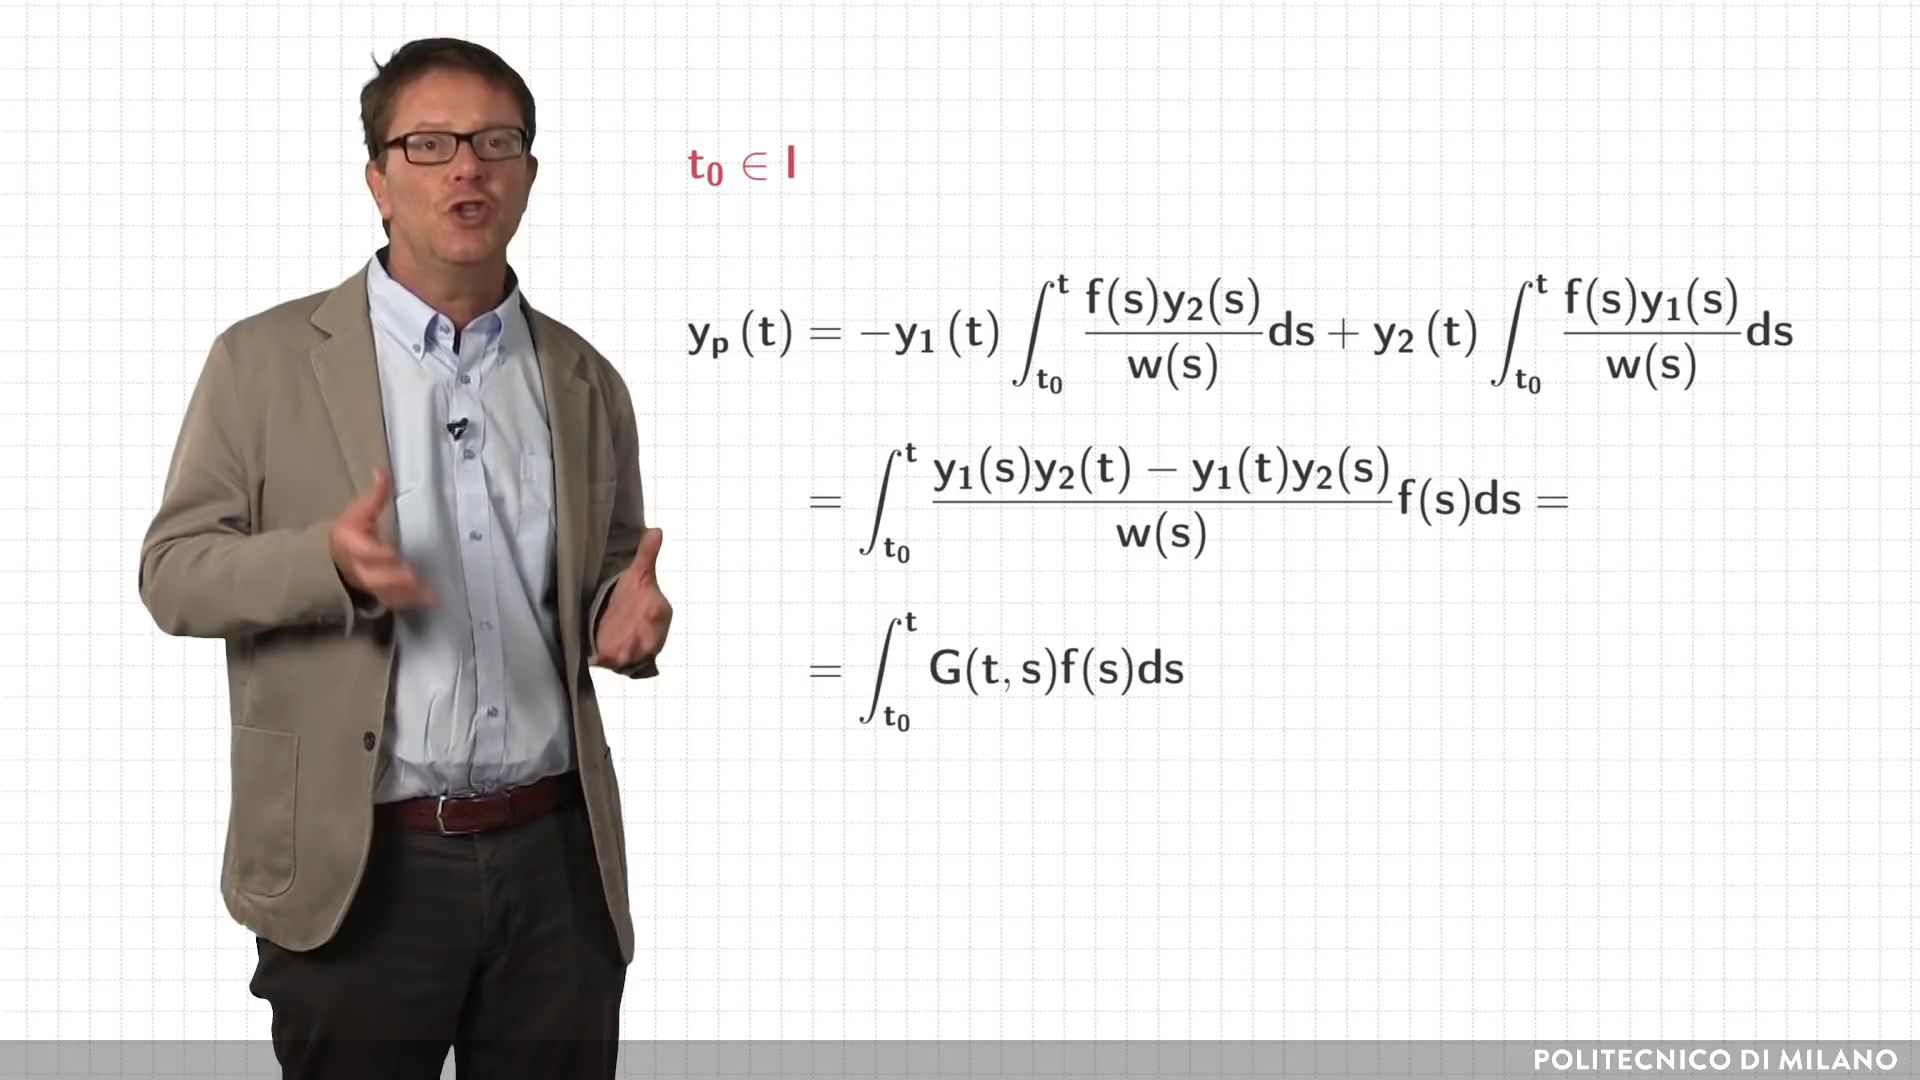 t₀ ∈ I
yₚ(t) = −y₁(t) ∫_{t₀}^{t} f(s)y₂(s)/w(s) ds + y₂(t) ∫_{t₀}^{t} f(s)y₁(s)/w(s) ds
= ∫_{t₀}^{t} (y₁(s)y₂(t) − y₁(t)y₂(s))/w(s) f(s)ds =
= ∫_{t₀}^{t} G(t, s)f(s)ds
POLITECNICO DI MILANO